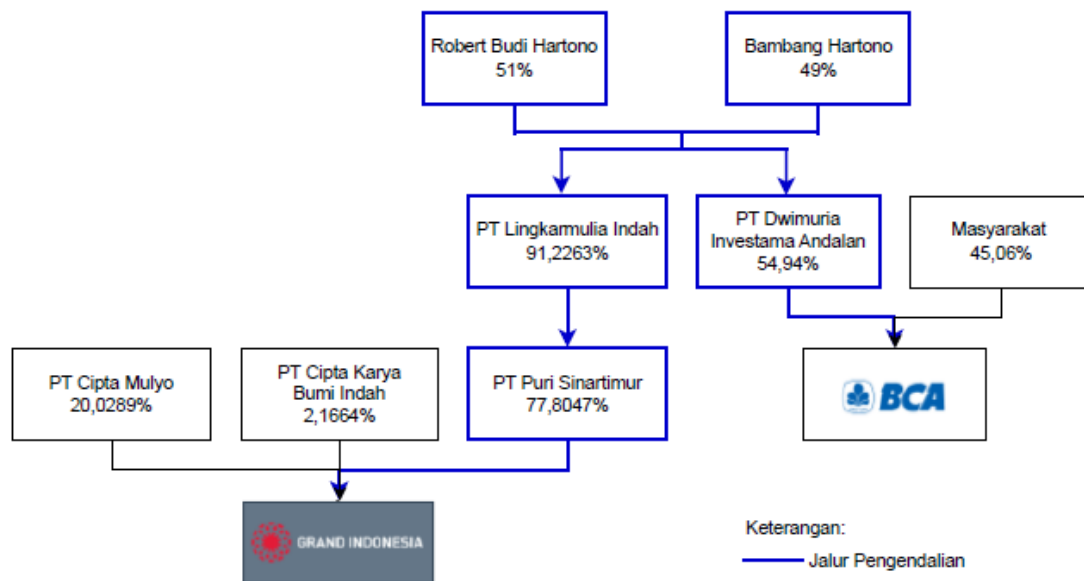 Robert Budi Hartono
51%
Bambang Hartono
49%
PT Lingkarmulia Indah
91,2263%
PT Dwimuria
Investama Andalan
54,94%
Masyarakat
45,06%
PT Cipta Mulyo
20,0289%
PT Cipta Karya
Bumi Indah
2,1664%
PT Puri Sinartimur
77,8047%
BCA
GRAND INDONESIA
Keterangan:
Jalur Pengendalian